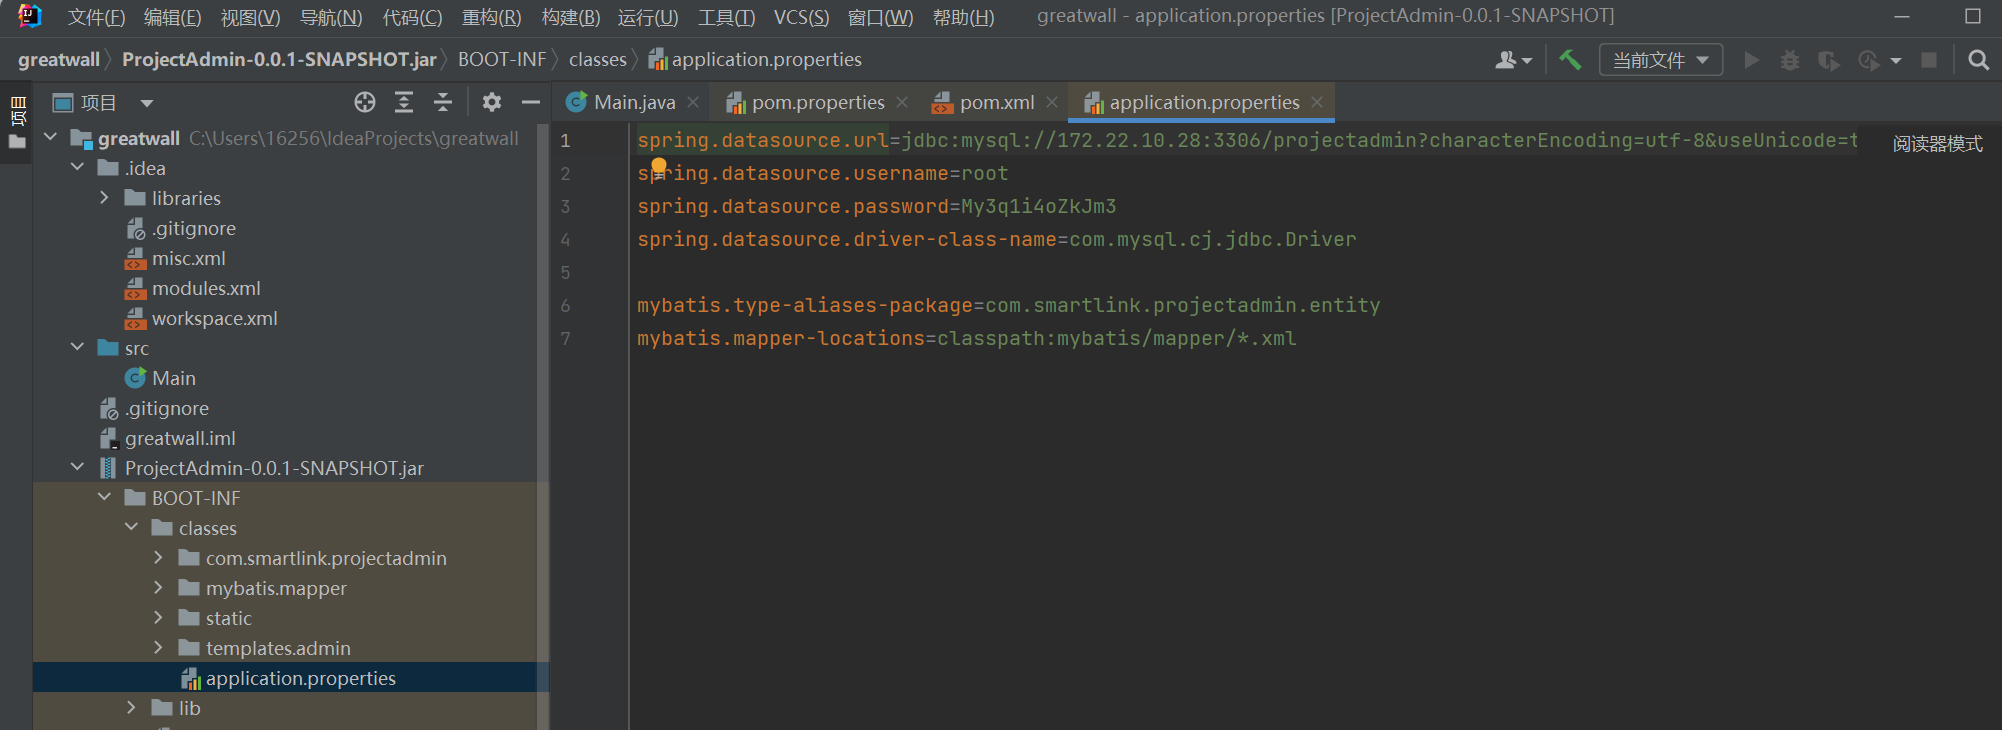 文件(F) 编辑(E) 视图(V) 导航(N) 代码(C) 重构(R) 构建(B) 运行(U) 工具(T) VCS(S) 窗口(W) 帮助(H) greatwall - application.properties [ProjectAdmin-0.0.1-SNAPSHOT]
greatwall ProjectAdmin-0.0.1-SNAPSHOT.jar BOOT-INF classes application.properties 当前文件
项目
项目
greatwall C:\Users\16256\IdeaProjects\greatwall
.idea
libraries
.gitignore
misc.xml
modules.xml
workspace.xml
src
Main
.gitignore
greatwall.iml
ProjectAdmin-0.0.1-SNAPSHOT.jar
BOOT-INF
classes
com.smartlink.projectadmin
mybatis.mapper
static
templates.admin
application.properties
lib
Main.java pom.properties pom.xml application.properties
1 spring.datasource.url=jdbc:mysql://172.22.10.28:3306/projectadmin?characterEncoding=utf-8&useUnicode=t 阅读器模式
2 spring.datasource.username=root
3 spring.datasource.password=My3q1i4oZkJm3
4 spring.datasource.driver-class-name=com.mysql.cj.jdbc.Driver
5
6 mybatis.type-aliases-package=com.smartlink.projectadmin.entity
7 mybatis.mapper-locations=classpath:mybatis/mapper/*.xml